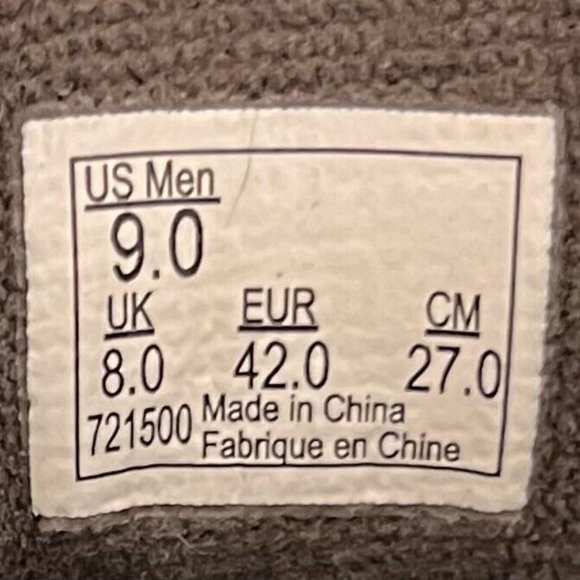 US Men
9.0
UK EUR CM
8.0 42.0 27.0
721500 Made in China
Fabrique en Chine